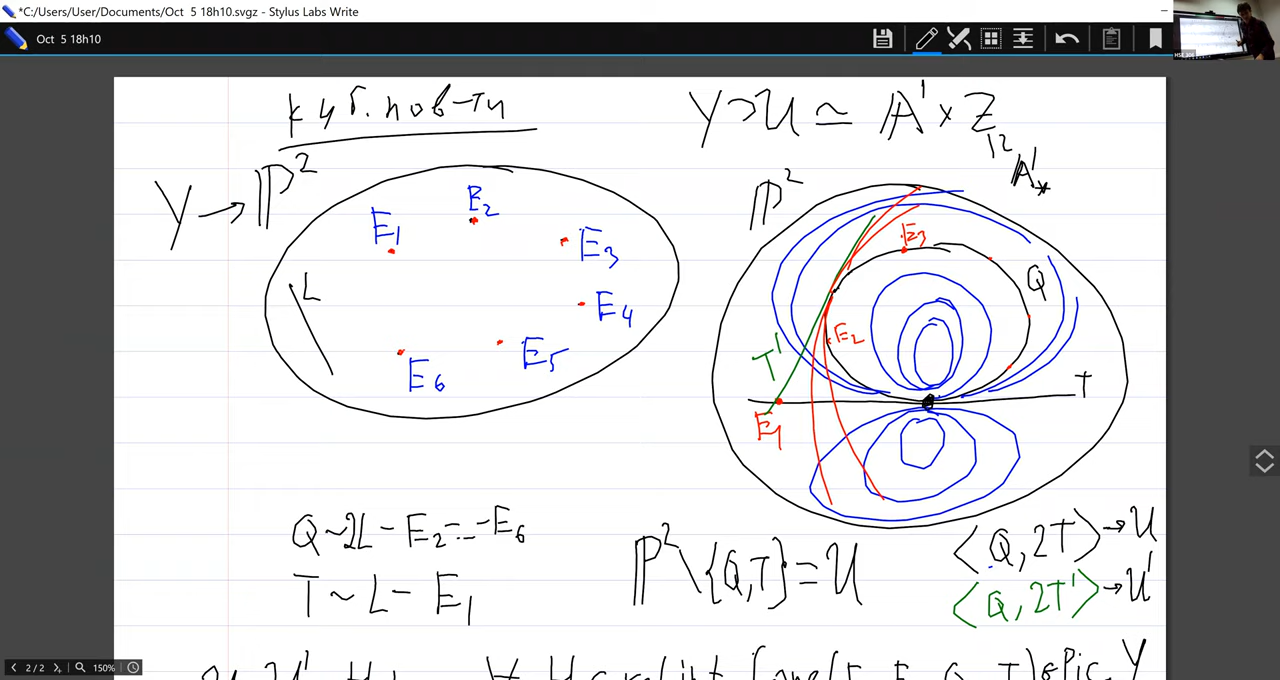 *C:/Users/User/Documents/Oct 5 18h10.svgz - Stylus Labs Write
Oct 5 18h10
куб. пов-ти
Y ⊃ U ≃ A¹ × Z
A¹*
Y → P²
E1
E2
E3
E4
E5
E6
L
P²
E3
Q
E2
T'
T
E1
Q ~ 2L - E2 - ... - E6
T ~ L - E1
P² \ {Q, T} = U
⟨Q, 2T⟩ → U
⟨Q, 2T'⟩ → U'
2/2
150%